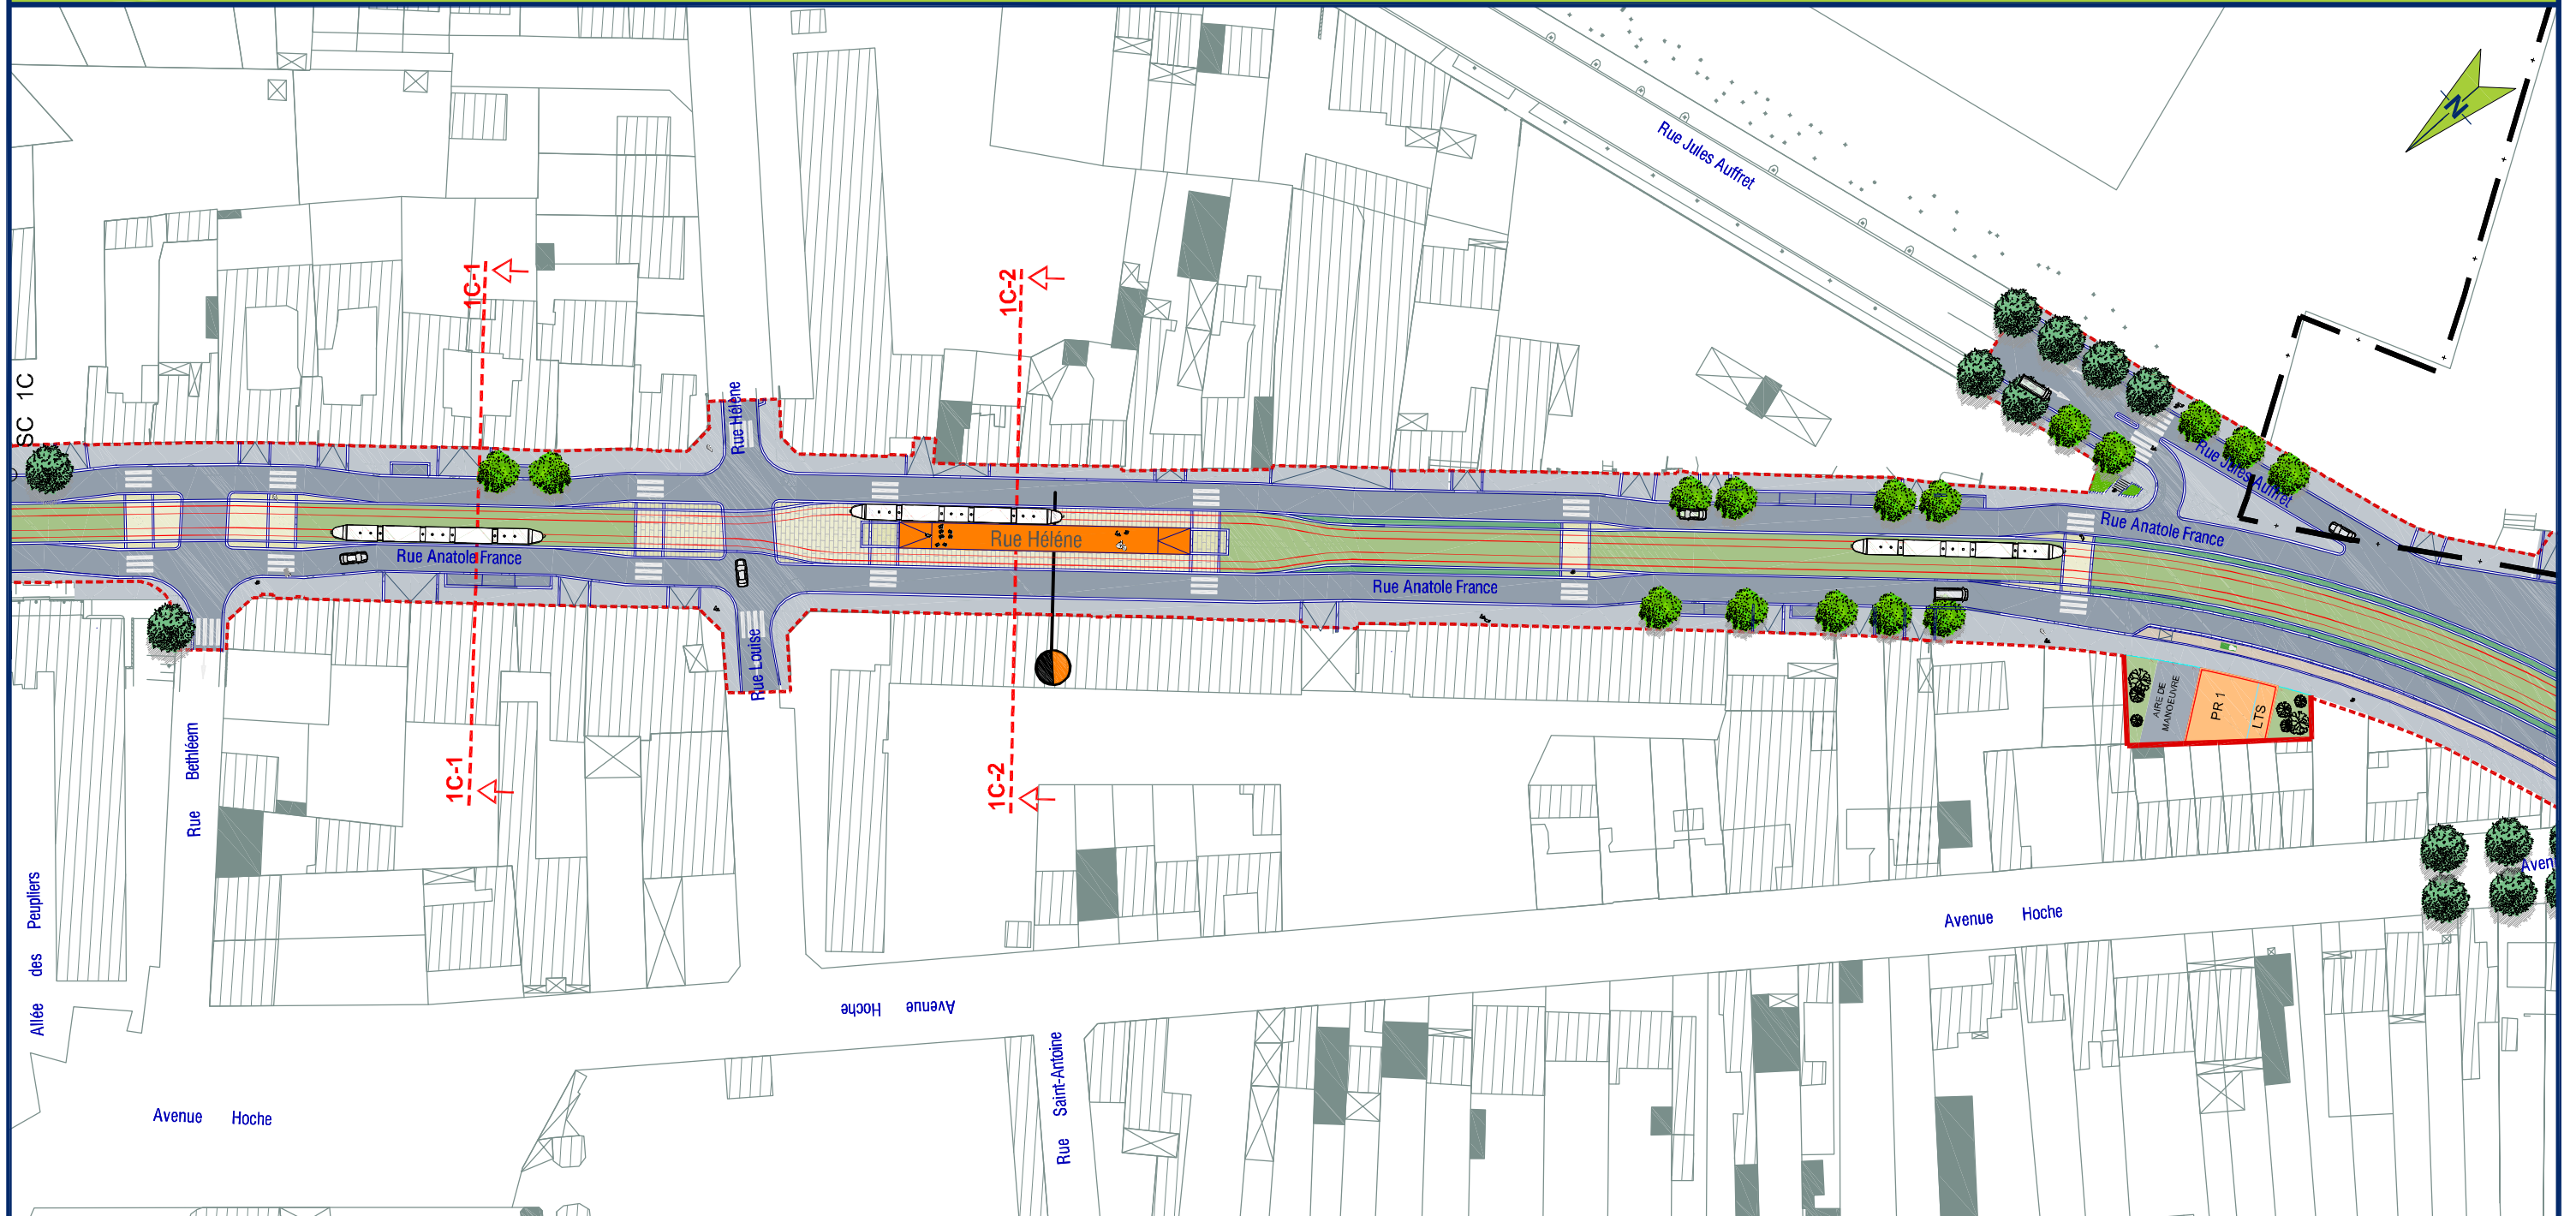 N
Rue Jules Auffret
1C-1
1C-2
SC 1C
Rue Hélène
Rue Jules Auffret
Rue Anatole France
Rue Héléne
Rue Anatole France
Rue Anatole France
Rue Louise
AIRE DE
MANOEUVRE
PR 1
LTS
Rue Bethléem
1C-1
1C-2
Allée des Peupliers
Aven
Avenue Hoche
Avenue Hoche
Rue Saint-Antoine
Avenue Hoche